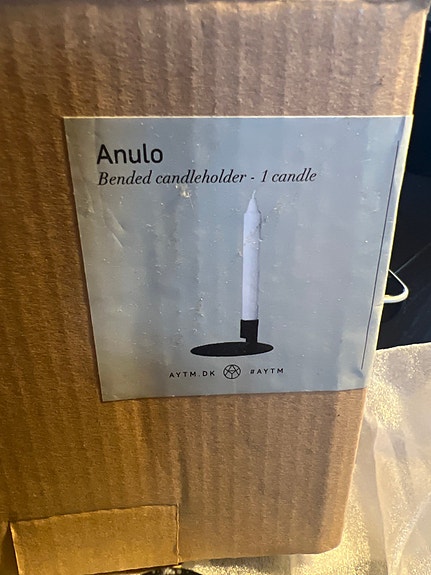 Anulo
Bended candleholder - 1 candle
AYTM.DK #AYTM